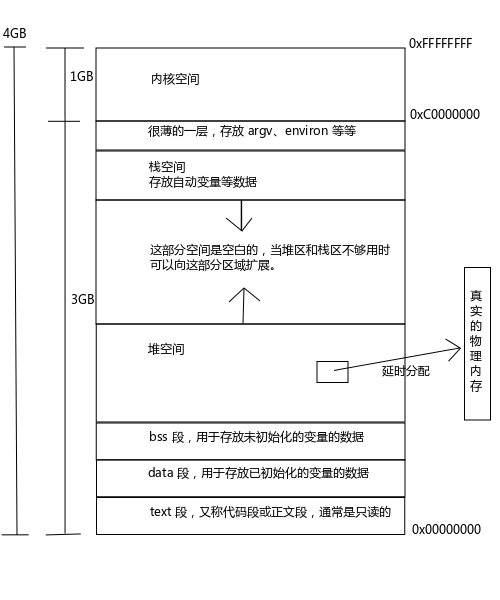 4GB
0xFFFFFFFF
1GB
内核空间
0xC0000000
很薄的一层，存放 argv、environ 等等
栈空间
存放自动变量等数据
这部分空间是空白的，当堆区和栈区不够用时
可以向这部分区域扩展。
3GB
真实的物理内存
堆空间
延时分配
bss 段，用于存放未初始化的变量的数据
data 段，用于存放已初始化的变量的数据
text 段，又称代码段或正文段，通常是只读的
0x00000000